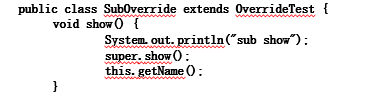 public class SubOverride extends OverrideTest {
void show() {
System.out.println("sub show");
super.show();
this.getName();
}